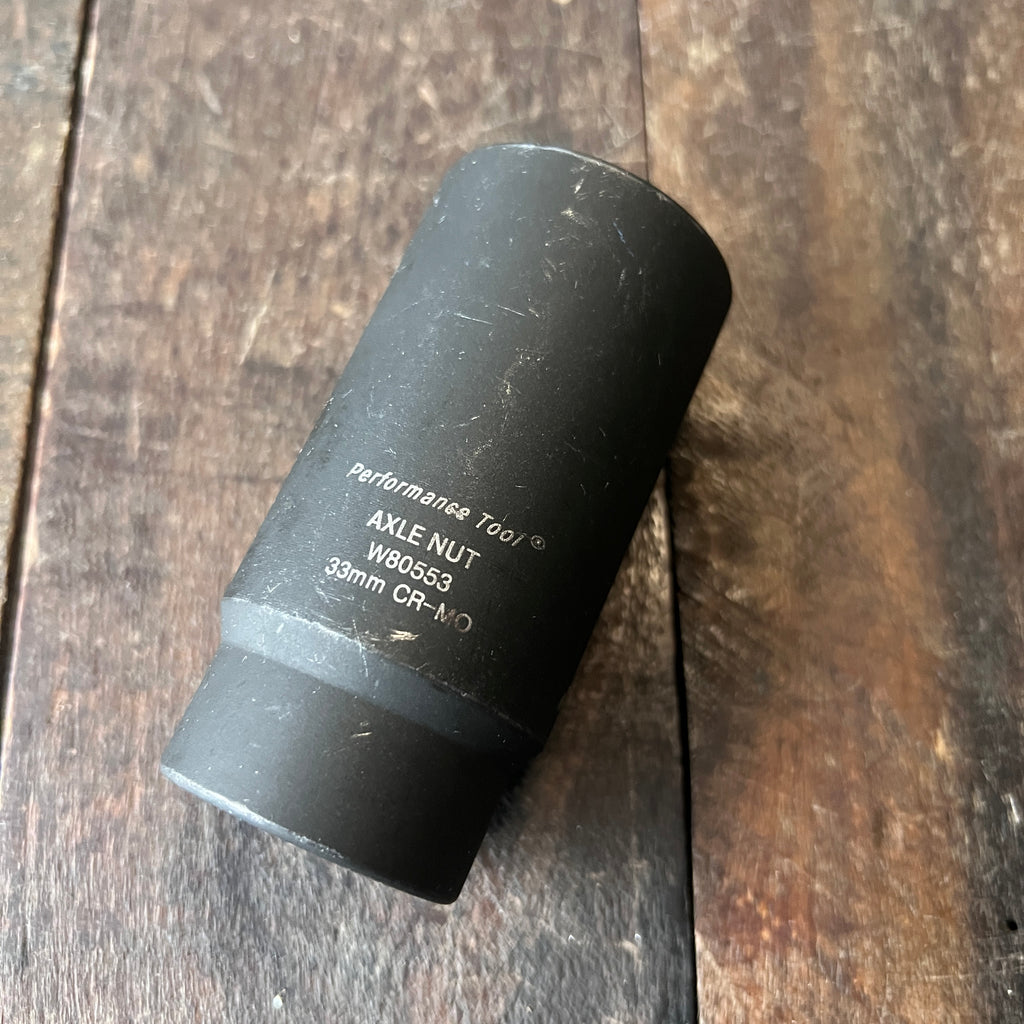 Performance Tool®
AXLE NUT
W80553
33mm CR-MO